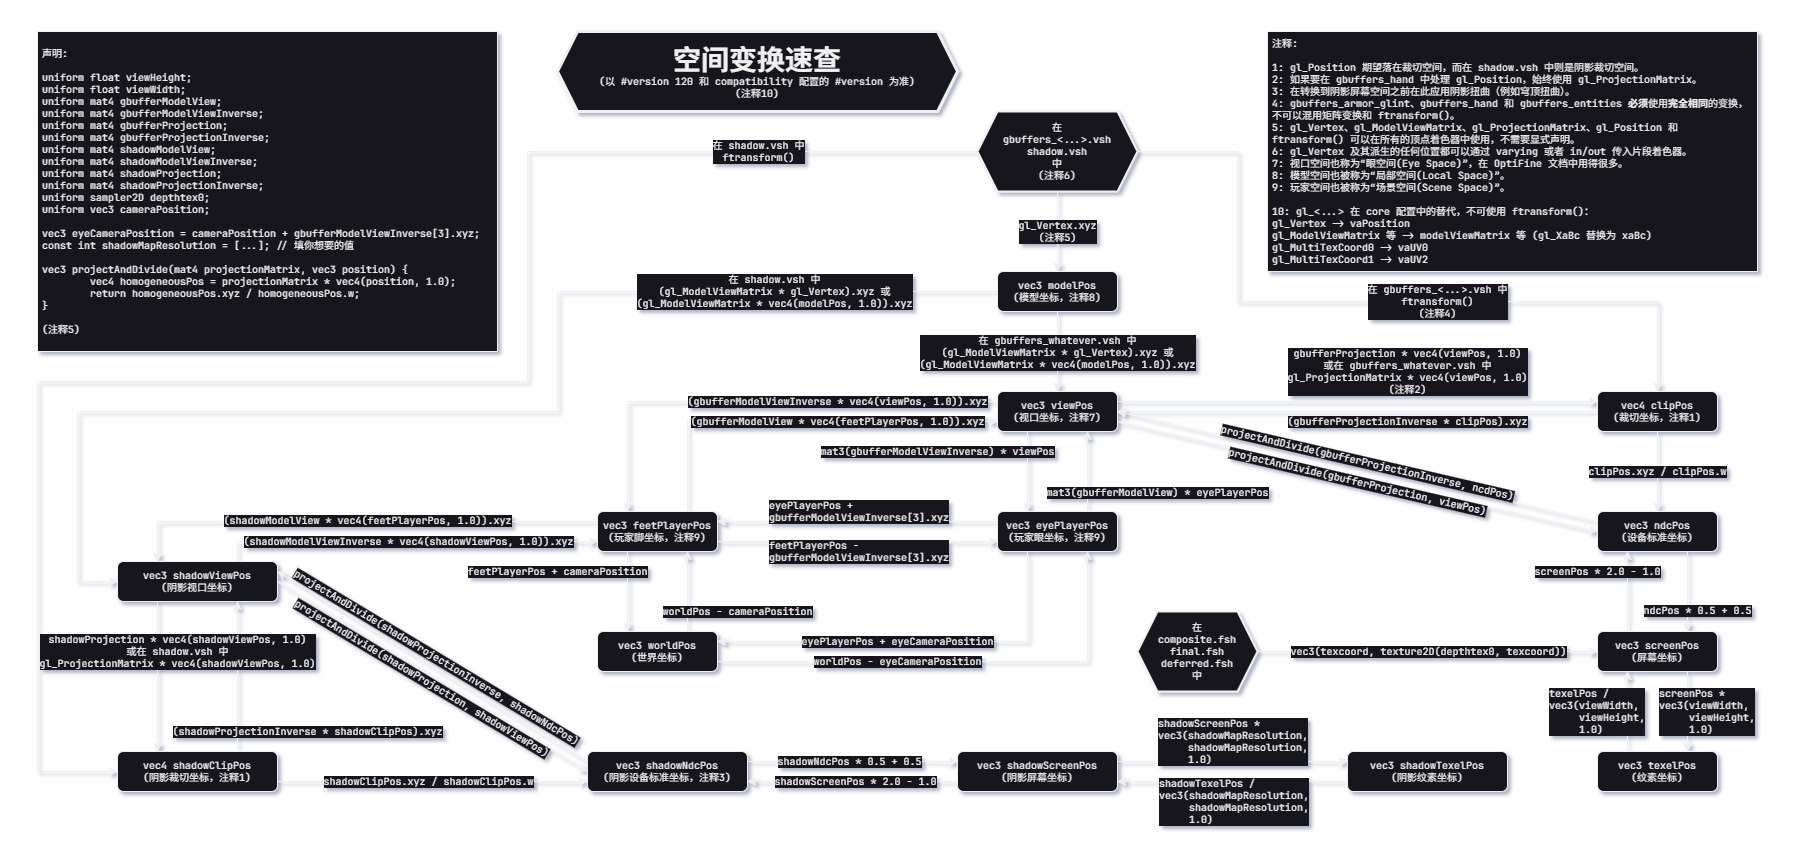 声明:
uniform float viewHeight;
uniform float viewWidth;
uniform mat4 gbufferModelView;
uniform mat4 gbufferModelViewInverse;
uniform mat4 gbufferProjection;
uniform mat4 gbufferProjectionInverse;
uniform mat4 shadowModelView;
uniform mat4 shadowModelViewInverse;
uniform mat4 shadowProjection;
uniform mat4 shadowProjectionInverse;
uniform sampler2D depthtex0;
uniform vec3 cameraPosition;
vec3 eyeCameraPosition = cameraPosition + gbufferModelViewInverse[3].xyz;
const int shadowMapResolution = [...]; // 填你想要的值
vec3 projectAndDivide(mat4 projectionMatrix, vec3 position) {
vec4 homogeneousPos = projectionMatrix * vec4(position, 1.0);
return homogeneousPos.xyz / homogeneousPos.w;
}
(注释5)
空间变换速查
(以 #version 120 和 compatibility 配置的 #version 为准)
(注释10)
注释:
1: gl_Position 期望落在裁切空间，而在 shadow.vsh 中则是阴影裁切空间。
2: 如果要在 gbuffers_hand 中处理 gl_Position，始终使用 gl_ProjectionMatrix。
3: 在转换到阴影屏幕空间之前在此应用阴影扭曲（例如穹顶扭曲）。
4: gbuffers_armor_glint、gbuffers_hand 和 gbuffers_entities 必须使用完全相同的变换，
不可以混用矩阵变换和 ftransform()。
5: gl_Vertex、gl_ModelViewMatrix、gl_ProjectionMatrix、gl_Position 和
ftransform() 可以在所有的顶点着色器中使用，不需要显式声明。
6: gl_Vertex 及其派生的任何位置都可以通过 varying 或者 in/out 传入片段着色器。
7: 视口空间也称为“眼空间(Eye Space)”，在 OptiFine 文档中用得很多。
8: 模型空间也被称为“局部空间(Local Space)”。
9: 玩家空间也被称为“场景空间(Scene Space)”。
10: gl_<...> 在 core 配置中的替代，不可使用 ftransform():
gl_Vertex -> vaPosition
gl_ModelViewMatrix 等 -> modelViewMatrix 等 (gl_XaBc 替换为 xaBc)
gl_MultiTexCoord0 -> vaUV0
gl_MultiTexCoord1 -> vaUV2
在
gbuffers_<...>.vsh
shadow.vsh
中
(注释6)
在 shadow.vsh 中
ftransform()
gl_Vertex.xyz
(注释5)
vec3 modelPos
(模型坐标，注释8)
在 shadow.vsh 中
(gl_ModelViewMatrix * gl_Vertex).xyz 或
(gl_ModelViewMatrix * vec4(modelPos, 1.0)).xyz
在 gbuffers_<...>.vsh 中
ftransform()
(注释4)
在 gbuffers_whatever.vsh 中
(gl_ModelViewMatrix * gl_Vertex).xyz 或
(gl_ModelViewMatrix * vec4(modelPos, 1.0)).xyz
gbufferProjection * vec4(viewPos, 1.0)
或在 gbuffers_whatever.vsh 中
gl_ProjectionMatrix * vec4(viewPos, 1.0)
(注释2)
(gbufferModelViewInverse * vec4(viewPos, 1.0)).xyz
(gbufferModelView * vec4(feetPlayerPos, 1.0)).xyz
vec3 viewPos
(视口坐标，注释7)
(gbufferProjectionInverse * clipPos).xyz
vec4 clipPos
(裁切坐标，注释1)
mat3(gbufferModelViewInverse) * viewPos
projectAndDivide(gbufferProjectionInverse, ncdPos)
projectAndDivide(gbufferProjection, viewPos)
clipPos.xyz / clipPos.w
mat3(gbufferModelView) * eyePlayerPos
(shadowModelView * vec4(feetPlayerPos, 1.0)).xyz
(shadowModelViewInverse * vec4(shadowViewPos, 1.0)).xyz
vec3 feetPlayerPos
(玩家脚坐标，注释9)
eyePlayerPos +
gbufferModelViewInverse[3].xyz
feetPlayerPos -
gbufferModelViewInverse[3].xyz
vec3 eyePlayerPos
(玩家眼坐标，注释9)
vec3 ndcPos
(设备标准坐标)
vec3 shadowViewPos
(阴影视口坐标)
feetPlayerPos + cameraPosition
screenPos * 2.0 - 1.0
projectAndDivide(shadowProjectionInverse, shadowNdcPos)
projectAndDivide(shadowProjection, shadowViewPos)
worldPos - cameraPosition
ndcPos * 0.5 + 0.5
shadowProjection * vec4(shadowViewPos, 1.0)
或在 shadow.vsh 中
gl_ProjectionMatrix * vec4(shadowViewPos, 1.0)
vec3 worldPos
(世界坐标)
eyePlayerPos + eyeCameraPosition
worldPos - eyeCameraPosition
在
composite.fsh
final.fsh
deferred.fsh
中
vec3(texcoord, texture2D(depthtex0, texcoord))
vec3 screenPos
(屏幕坐标)
texelPos /
vec3(viewWidth,
viewHeight,
1.0)
screenPos *
vec3(viewWidth,
viewHeight,
1.0)
(shadowProjectionInverse * shadowClipPos).xyz
shadowScreenPos *
vec3(shadowMapResolution,
shadowMapResolution,
1.0)
vec4 shadowClipPos
(阴影裁切坐标，注释1)
shadowClipPos.xyz / shadowClipPos.w
vec3 shadowNdcPos
(阴影设备标准坐标，注释3)
shadowNdcPos * 0.5 + 0.5
shadowScreenPos * 2.0 - 1.0
vec3 shadowScreenPos
(阴影屏幕坐标)
shadowTexelPos /
vec3(shadowMapResolution,
shadowMapResolution,
1.0)
vec3 shadowTexelPos
(阴影纹素坐标)
vec3 texelPos
(纹素坐标)